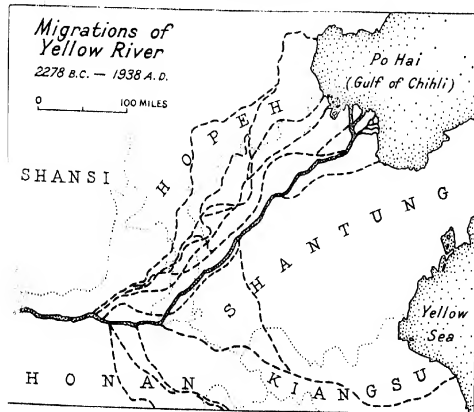 Migrations of
Yellow River
2278 B.C. — 1938 A.D.
0 100 MILES
Po Hai
(Gulf of Chihli)
HOPEH
SHANSI
SHANTUNG
Yellow
Sea
HONAN
KIANGSU